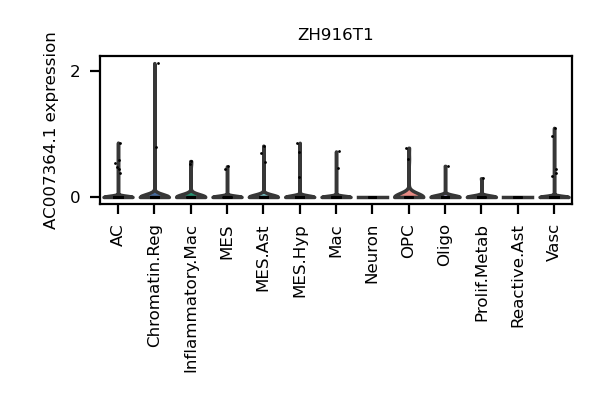 ZH916T1
AC007364.1 expression
2
0
AC
Chromatin.Reg
Inflammatory.Mac
MES
MES.Ast
MES.Hyp
Mac
Neuron
OPC
Oligo
Prolif.Metab
Reactive.Ast
Vasc